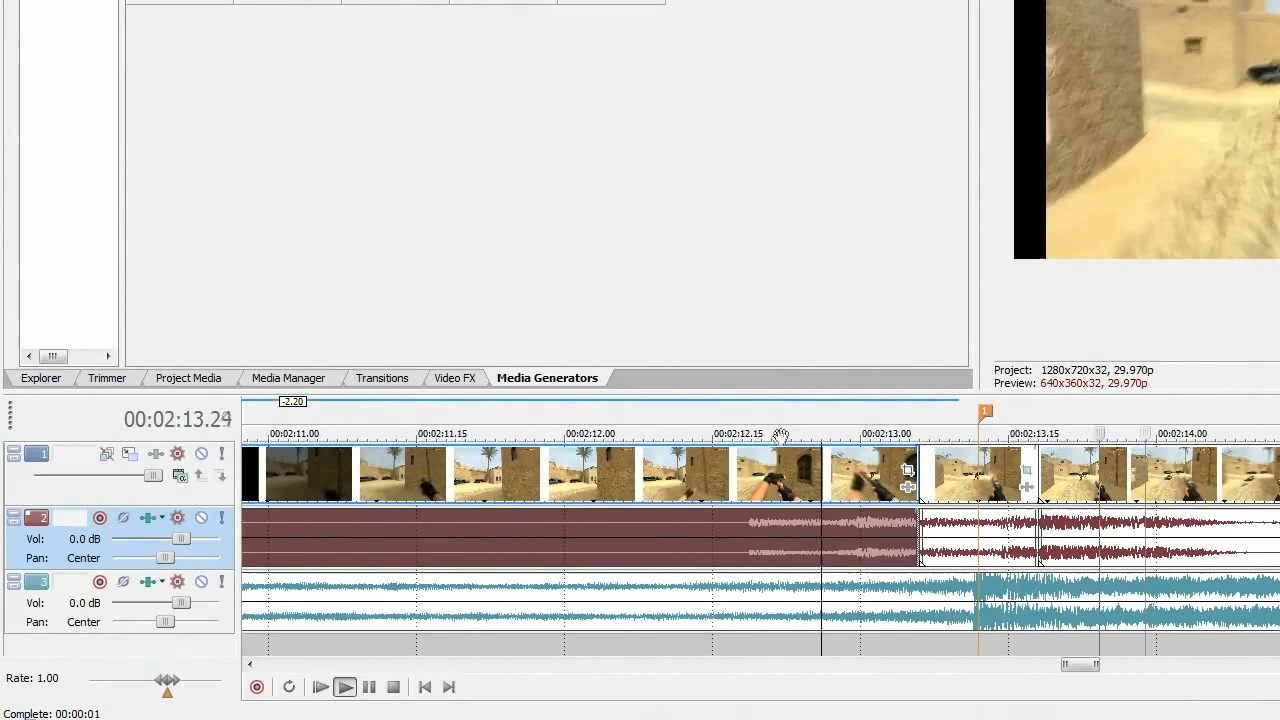 Explorer Trimmer Project Media Media Manager Transitions Video FX Media Generators
Project: 1280x720x32, 29.970p
Preview: 640x360x32, 29.970p
-2.20
00:02:13.24
1
00:02:11.00 00:02:11.15 00:02:12.00 00:02:12.15 00:02:13.00 00:02:13.15 00:02:14.00
1
2
Vol: 0.0 dB
Pan: Center
3
Vol: 0.0 dB
Pan: Center
Rate: 1.00
Complete: 00:00:01